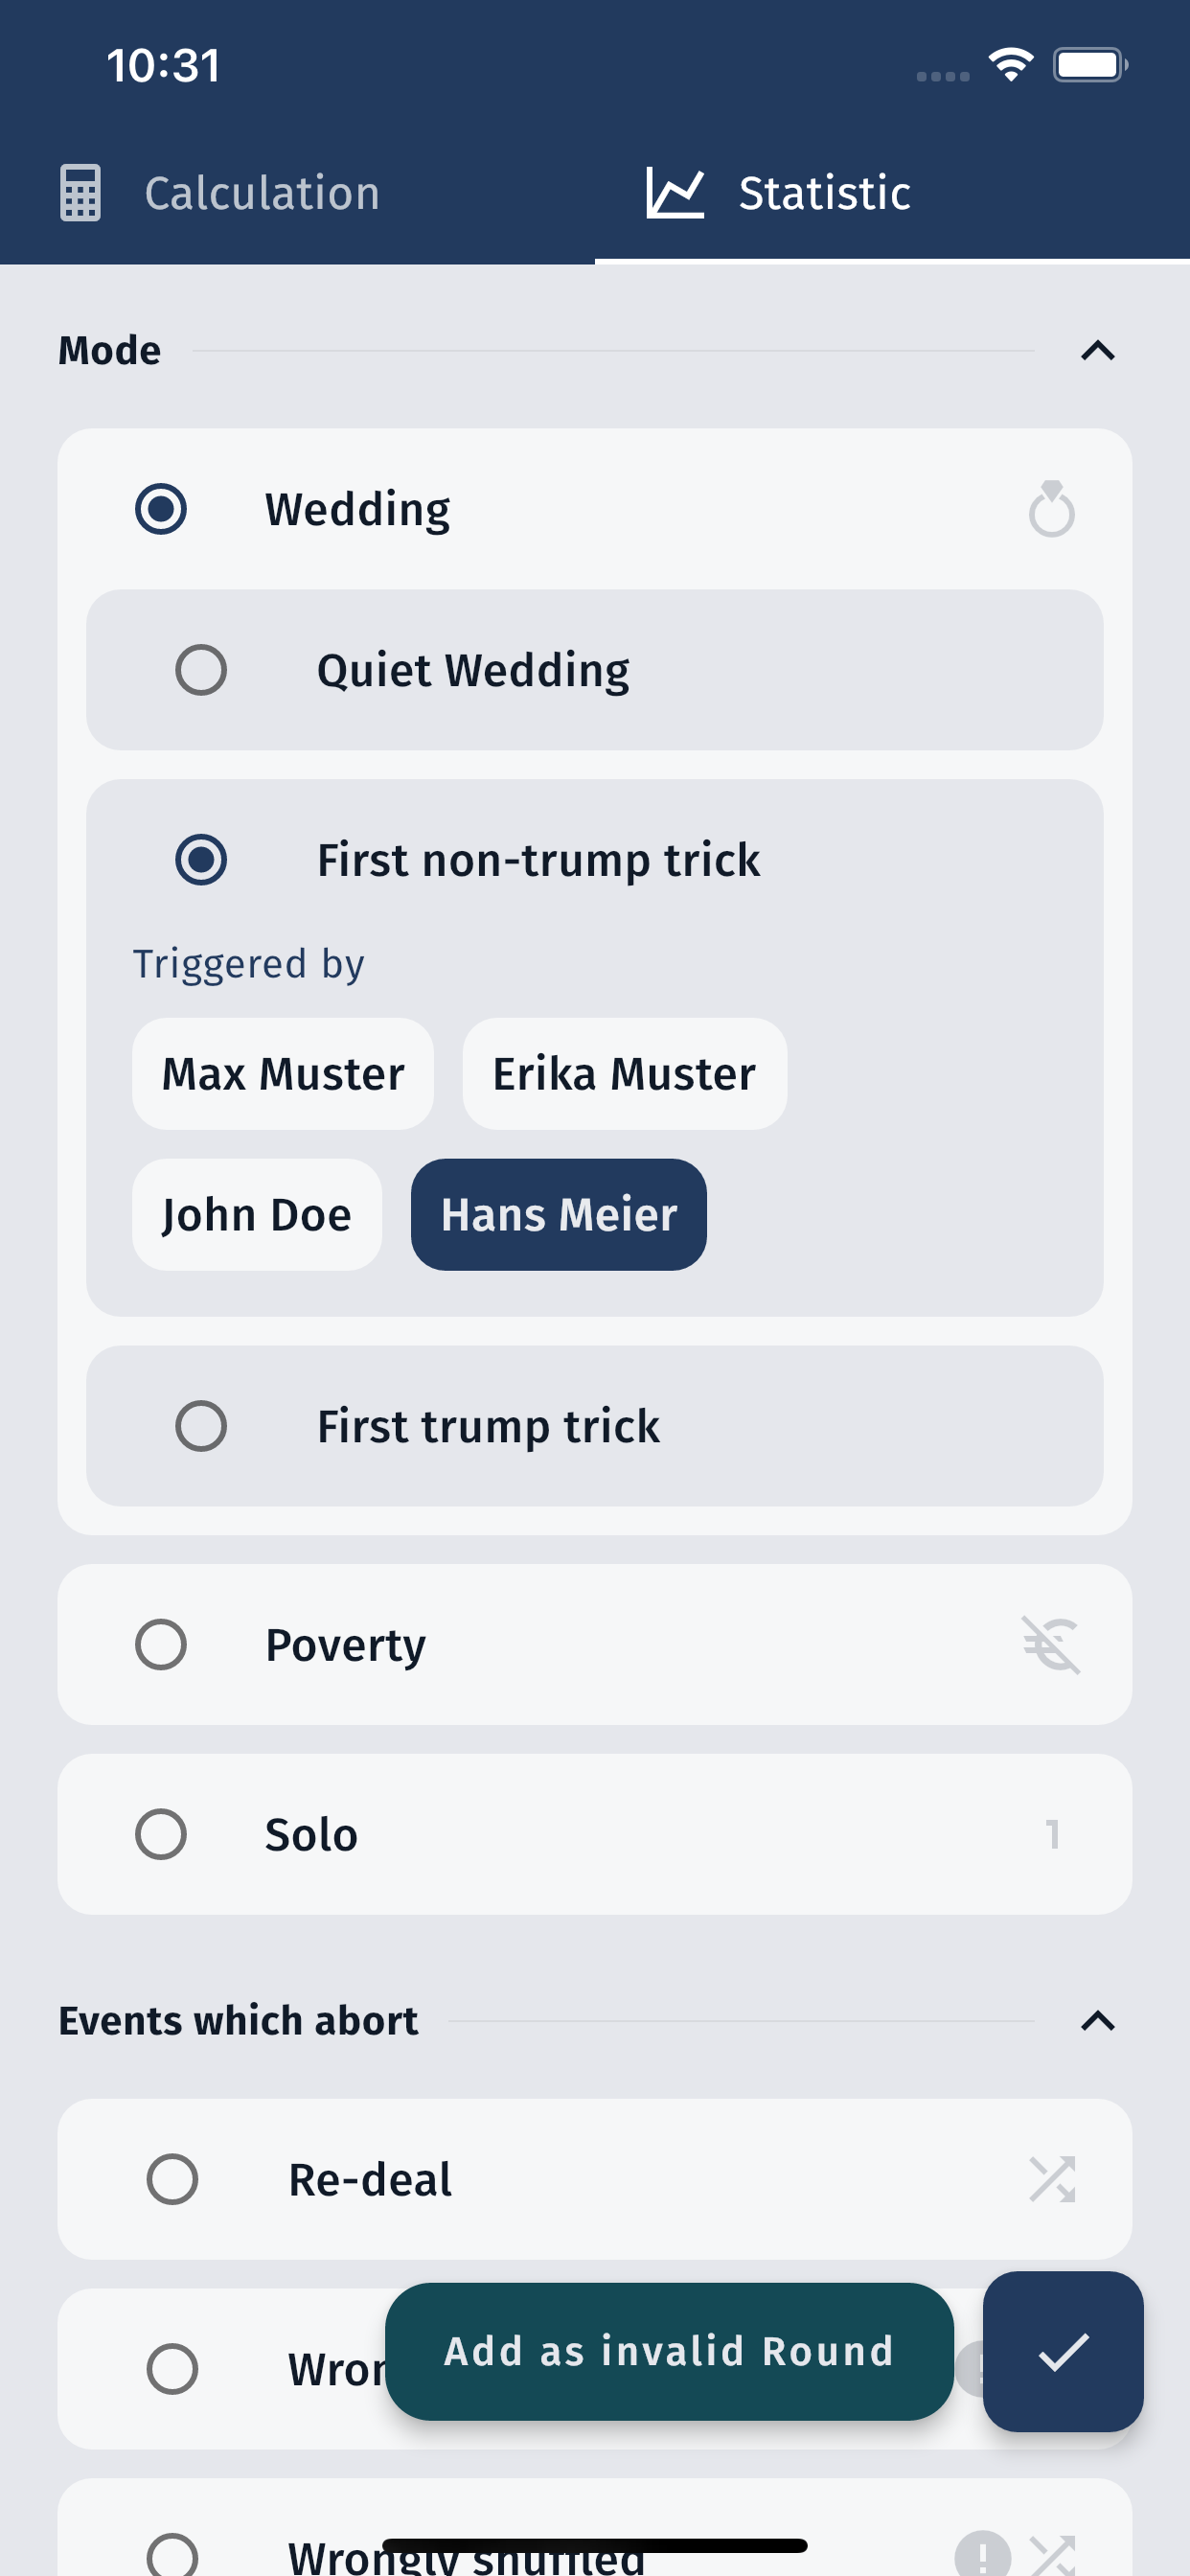 10:31
Calculation
Statistic
Mode
Wedding
Quiet Wedding
First non-trump trick
Triggered by
Max Muster
Erika Muster
John Doe
Hans Meier
First trump trick
Poverty
Solo
1
Events which abort
Re-deal
Add as invalid Round
Wrongly shuffled